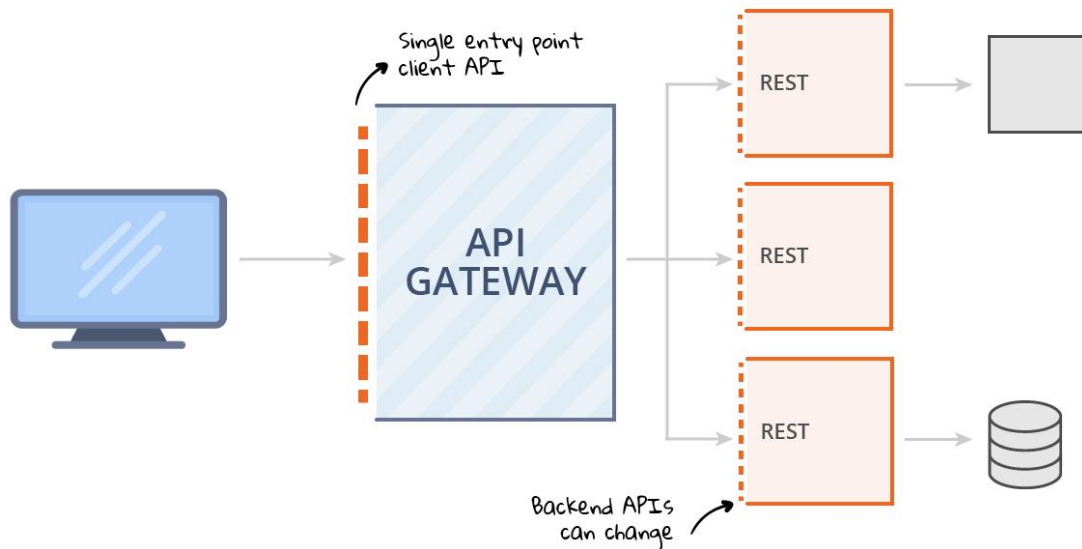 Single entry point
client API
API
GATEWAY
REST
REST
REST
Backend APIs
can change